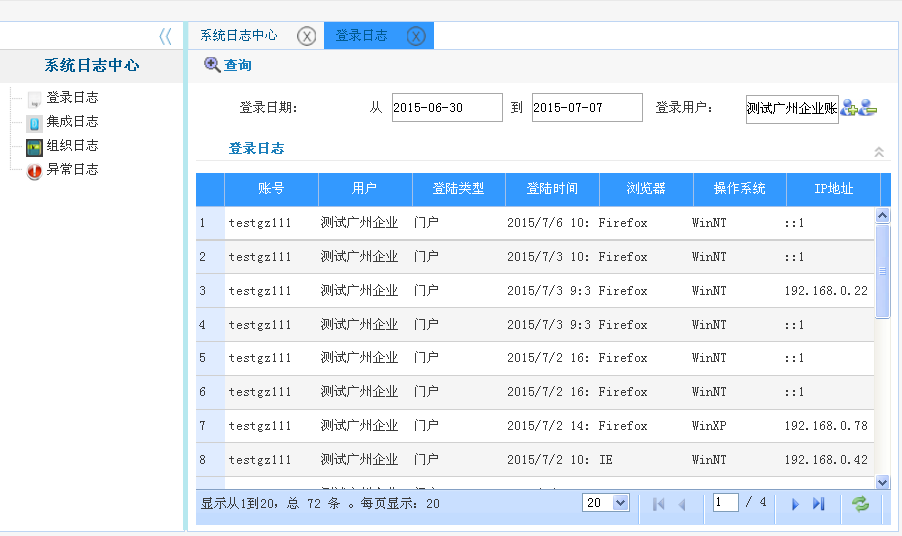 系统日志中心 登录日志
系统日志中心
登录日志
集成日志
组织日志
异常日志
查询
登录日期: 从 2015-06-30 到 2015-07-07 登录用户: 测试广州企业账
登录日志
账号 用户 登陆类型 登陆时间 浏览器 操作系统 IP地址
1 testgz111 测试广州企业 门户 2015/7/6 10: Firefox WinNT ::1
2 testgz111 测试广州企业 门户 2015/7/3 10: Firefox WinNT ::1
3 testgz111 测试广州企业 门户 2015/7/3 9:3 Firefox WinNT 192.168.0.22
4 testgz111 测试广州企业 门户 2015/7/3 9:3 Firefox WinNT ::1
5 testgz111 测试广州企业 门户 2015/7/2 16: Firefox WinNT ::1
6 testgz111 测试广州企业 门户 2015/7/2 16: Firefox WinNT ::1
7 testgz111 测试广州企业 门户 2015/7/2 14: Firefox WinXP 192.168.0.78
8 testgz111 测试广州企业 门户 2015/7/2 10: IE WinNT 192.168.0.42
显示从1到20, 总 72 条 。每页显示: 20 20 1 / 4